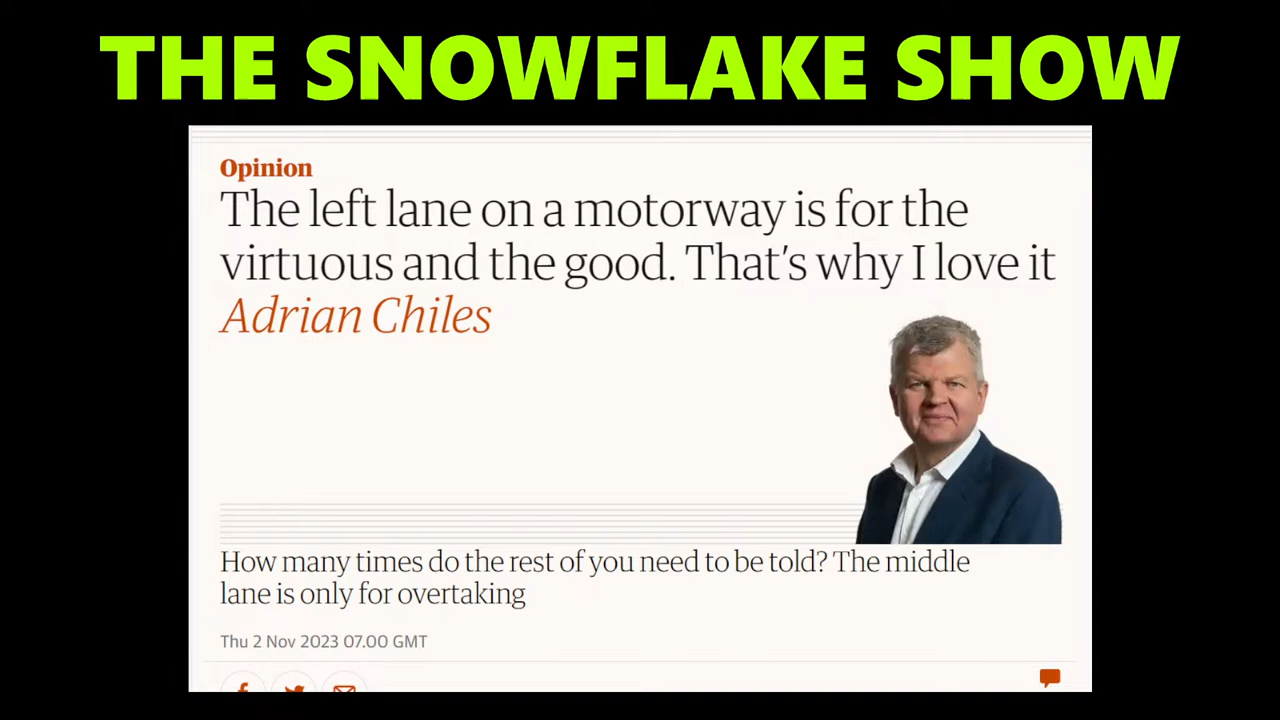 THE SNOWFLAKE SHOW
Opinion
The left lane on a motorway is for the
virtuous and the good. That's why I love it
Adrian Chiles
How many times do the rest of you need to be told? The middle
lane is only for overtaking
Thu 2 Nov 2023 07.00 GMT